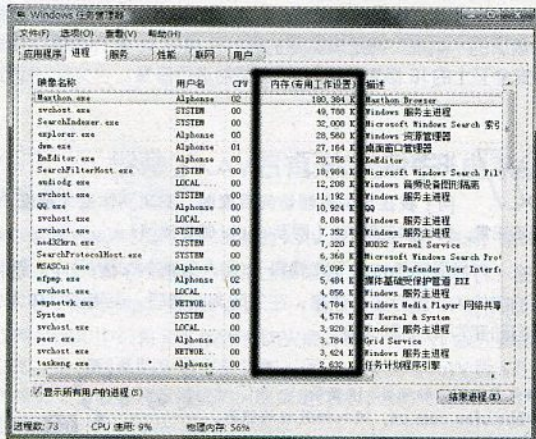 Windows 任务管理器
文件(F) 选项(O) 查看(V) 帮助(H)
应用程序 进程 服务 性能 联网 用户
映像名称 用户名 CPU 内存(专用工作设置) 描述
Maxthon.exe Alphonse 02 180,384 K Maxthon Browser
svchost.exe SYSTEM 00 49,788 K Windows 服务主进程
SearchIndexer.exe SYSTEM 00 32,008 K Microsoft Windows Search 索引
explorer.exe Alphonse 00 28,560 K Windows 资源管理器
dwm.exe Alphonse 01 27,164 K 桌面窗口管理器
EmEditor.exe Alphonse 00 20,756 K EmEditor
SearchFilterHost.exe SYSTEM 00 18,984 K Microsoft Windows Search Filt
audiodg.exe LOCAL 00 12,208 K Windows 音频设备图形隔离
svchost.exe SYSTEM 00 11,192 K Windows 服务主进程
QQ.exe Alphonse 00 10,924 K QQ
svchost.exe LOCAL 00 8,084 K Windows 服务主进程
svchost.exe SYSTEM 00 7,352 K Windows 服务主进程
nod32krn.exe SYSTEM 00 7,320 K NOD32 Kernel Service
SearchProtocolHost.exe SYSTEM 00 6,368 K Microsoft Windows Search Prot
MSASCui.exe Alphonse 00 6,096 K Windows Defender User Interf
mfpmp.exe Alphonse 02 5,484 K 媒体基础受保护管道 EXE
svchost.exe LOCAL 00 4,856 K Windows 服务主进程
wmpnetwk.exe NETWOR... 00 4,784 K Windows Media Player 网络共享
System SYSTEM 00 4,576 K NT Kernel & System
svchost.exe LOCAL 00 3,920 K Windows 服务主进程
peer.exe Alphonse 00 3,784 K Grid Service
svchost.exe NETWOR... 00 3,424 K Windows 服务主进程
taskeng.exe Alphonse 00 2,632 K 任务计划程序引擎
显示所有用户的进程(S) 结束进程(E)
进程数: 73 CPU 使用: 9% 物理内存: 56%